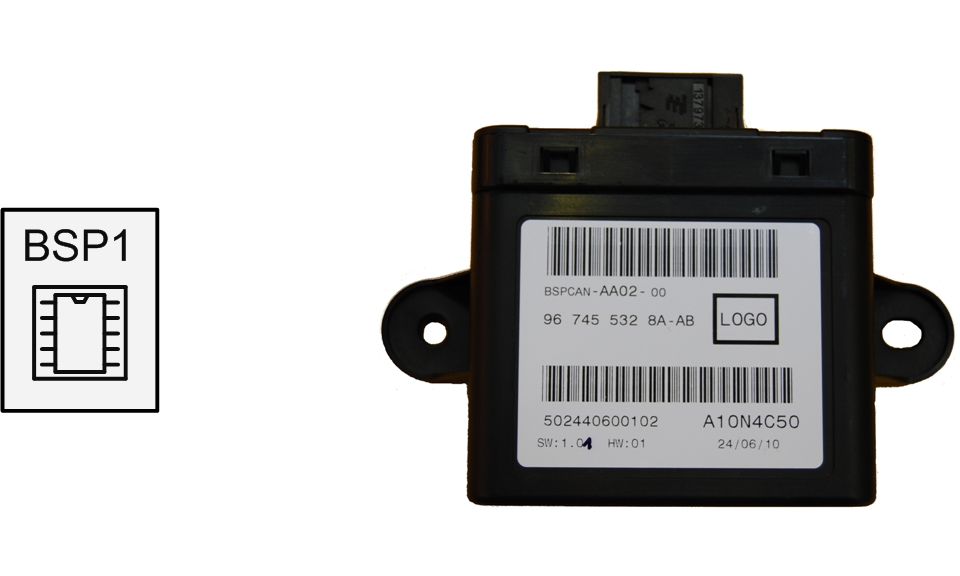 BSP1
BSPCAN-AA02-00
96 745 532 8A-AB
LOGO
502440600102 A10N4C50
SW:1.01 HW:01 24/06/10